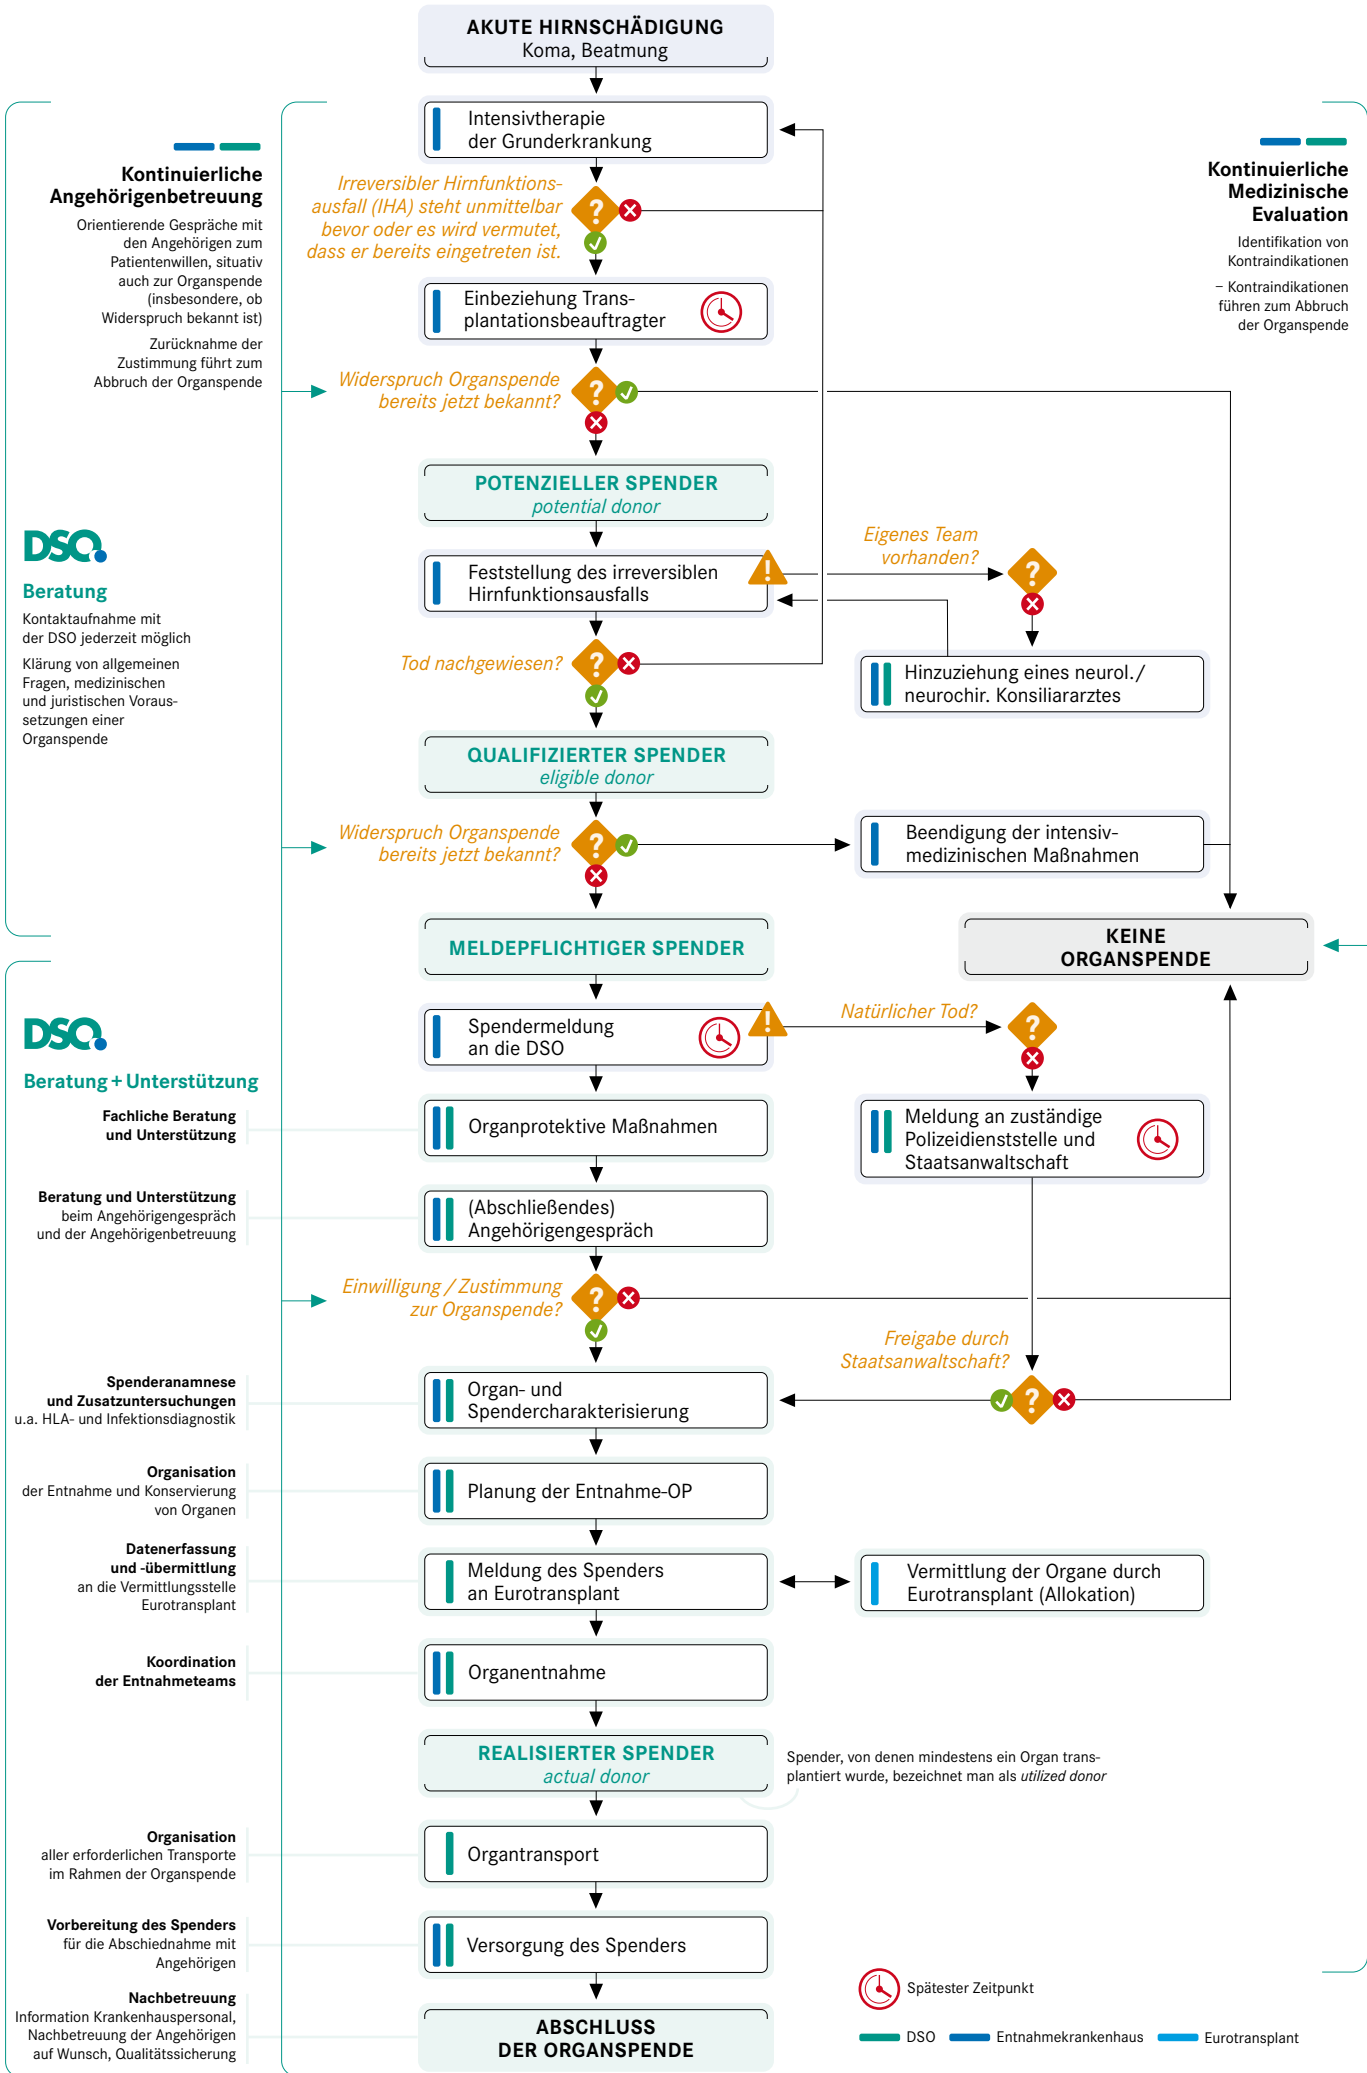 AKUTE HIRNSCHÄDIGUNG
Koma, Beatmung
Intensivtherapie
der Grunderkrankung
Kontinuierliche
Angehörigenbetreuung
Orientierende Gespräche mit
den Angehörigen zum
Patientenwillen, situativ
auch zur Organspende
(insbesondere, ob
Widerspruch bekannt ist)
Zurücknahme der
Zustimmung führt zum
Abbruch der Organspende
Kontinuierliche
Medizinische
Evaluation
Identifikation von
Kontraindikationen
– Kontraindikationen
führen zum Abbruch
der Organspende
Irreversibler Hirnfunktions-
ausfall (IHA) steht unmittelbar
bevor oder es wird vermutet,
dass er bereits eingetreten ist.
?
Einbeziehung Trans-
plantationsbeauftragter
Widerspruch Organspende
bereits jetzt bekannt?
?
POTENZIELLER SPENDER
potential donor
DSO
Beratung
Kontaktaufnahme mit
der DSO jederzeit möglich
Klärung von allgemeinen
Fragen, medizinischen
und juristischen Voraus-
setzungen einer
Organspende
Feststellung des irreversiblen
Hirnfunktionsausfalls
!
Eigenes Team
vorhanden?
?
Hinzuziehung eines neurol./
neurochir. Konsiliararztes
Tod nachgewiesen?
?
QUALIFIZIERTER SPENDER
eligible donor
Widerspruch Organspende
bereits jetzt bekannt?
?
Beendigung der intensiv-
medizinischen Maßnahmen
MELDEPFLICHTIGER SPENDER
KEINE
ORGANSPENDE
DSO
Beratung + Unterstützung
Spendermeldung
an die DSO
!
Natürlicher Tod?
?
Meldung an zuständige
Polizeidienststelle und
Staatsanwaltschaft
Fachliche Beratung
und Unterstützung
Organprotektive Maßnahmen
Beratung und Unterstützung
beim Angehörigengespräch
und der Angehörigenbetreuung
(Abschließendes)
Angehörigengespräch
Einwilligung / Zustimmung
zur Organspende?
?
Freigabe durch
Staatsanwaltschaft?
?
Spenderanamnese
und Zusatzuntersuchungen
u.a. HLA- und Infektionsdiagnostik
Organ- und
Spendercharakterisierung
Organisation
der Entnahme und Konservierung
von Organen
Planung der Entnahme-OP
Datenerfassung
und -übermittlung
an die Vermittlungsstelle
Eurotransplant
Meldung des Spenders
an Eurotransplant
Vermittlung der Organe durch
Eurotransplant (Allokation)
Koordination
der Entnahmeteams
Organentnahme
REALISIERTER SPENDER
actual donor
Spender, von denen mindestens ein Organ trans-
plantiert wurde, bezeichnet man als utilized donor
Organisation
aller erforderlichen Transporte
im Rahmen der Organspende
Organtransport
Vorbereitung des Spenders
für die Abschiednahme mit
Angehörigen
Versorgung des Spenders
Nachbetreuung
Information Krankenhauspersonal,
Nachbetreuung der Angehörigen
auf Wunsch, Qualitätssicherung
ABSCHLUSS
DER ORGANSPENDE
Spätester Zeitpunkt
DSO
Entnahmekrankenhaus
Eurotransplant